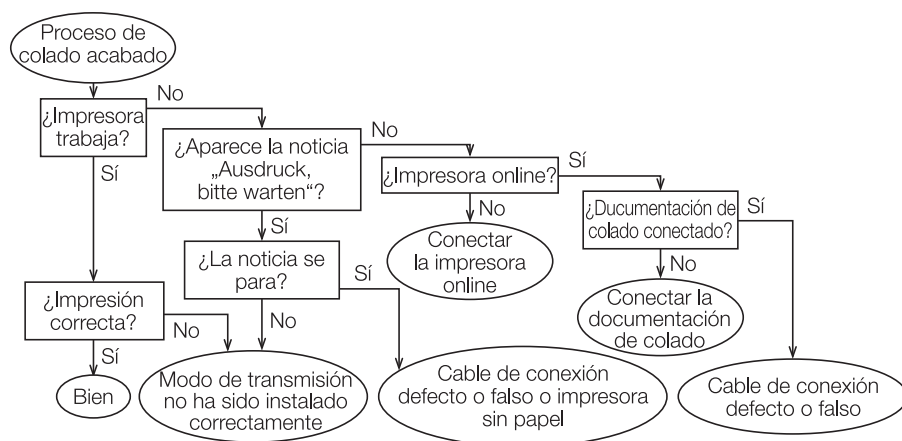 Proceso de
colado acabado
No
¿Impresora
trabaja?
Sí
¿Aparece la noticia
„Ausdruck,
bitte warten“?
No
Sí
¿Impresora online?
Sí
No
Conectar
la impresora
online
¿Ducumentación de
colado conectado?
Sí
No
Conectar la
documentación
de colado
¿La noticia se
para?
Sí
No
¿Impresión
correcta?
No
Sí
Bien
Modo de transmisión
no ha sido instalado
correctamente
Cable de conexión
defecto o falso o impresora
sin papel
Cable de conexión
defecto o falso